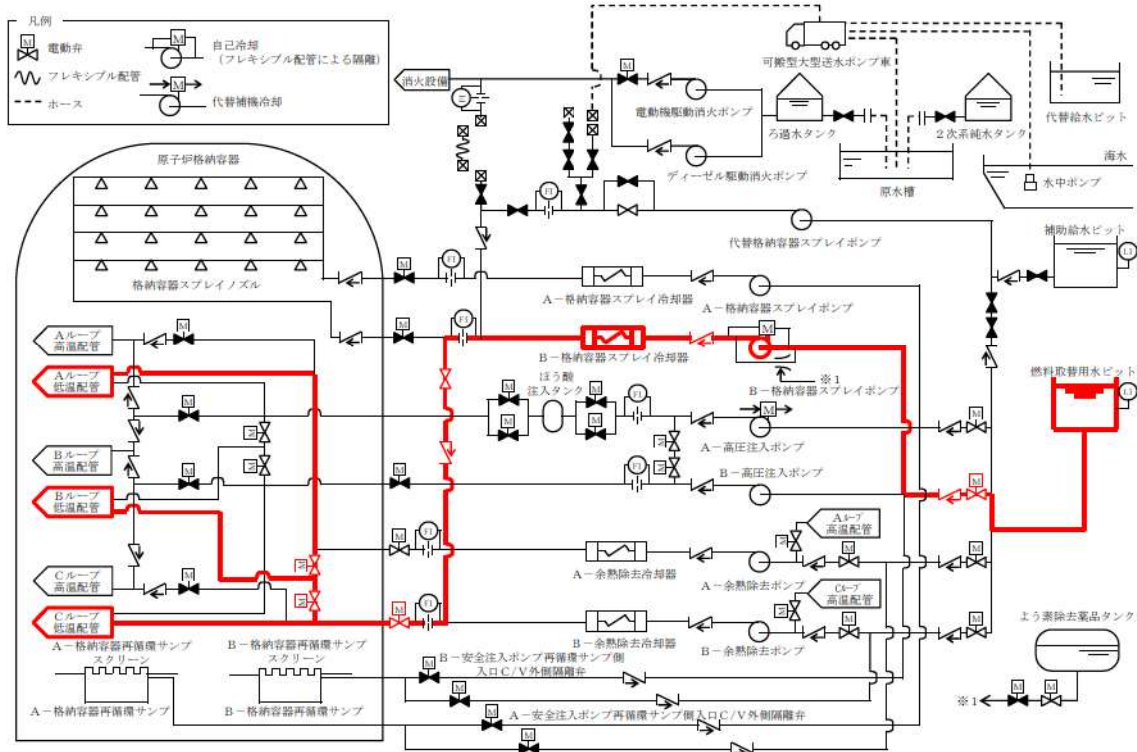 凡例
M
電動弁
フレキシブル配管
ホース
M
自己冷却
(フレキシブル配管による隔離)
M
代替補機冷却
消火設備
M
電動機駆動消火ポンプ
ディーゼル駆動消火ポンプ
可搬型大型送水ポンプ車
ろ過水タンク
2次系純水タンク
代替給水ピット
原水槽
海水
水中ポンプ
FI
代替格納容器スプレイポンプ
補助給水ピット
LI
原子炉格納容器
格納容器スプレイノズル
M
FI
A-格納容器スプレイ冷却器
A-格納容器スプレイポンプ
M
FI
B-格納容器スプレイ冷却器
M
※1
B-格納容器スプレイポンプ
燃料取替用水ピット
LI
Aループ
高温配管
M
Aループ
低温配管
M
ほう酸
注入タンク
M
M
M
M
FI
M
A-高圧注入ポンプ
M
M
M
Bループ
高温配管
M
M
M
M
FI
B-高圧注入ポンプ
M
Bループ
低温配管
M
FI
A-余熱除去冷却器
A-余熱除去ポンプ
Aループ
高温配管
M
M
M
Cループ
高温配管
M
M
M
Cループ
低温配管
M
FI
B-余熱除去冷却器
B-余熱除去ポンプ
Cループ
高温配管
M
M
M
よう素除去薬品タンク
※1
M
M
A-格納容器再循環サンプ
スクリーン
B-格納容器再循環サンプ
スクリーン
A-格納容器再循環サンプ
B-格納容器再循環サンプ
B-安全注入ポンプ再循環サンプ側
入口C/V外側隔離弁
M
M
A-安全注入ポンプ再循環サンプ側入口C/V外側隔離弁
M
M